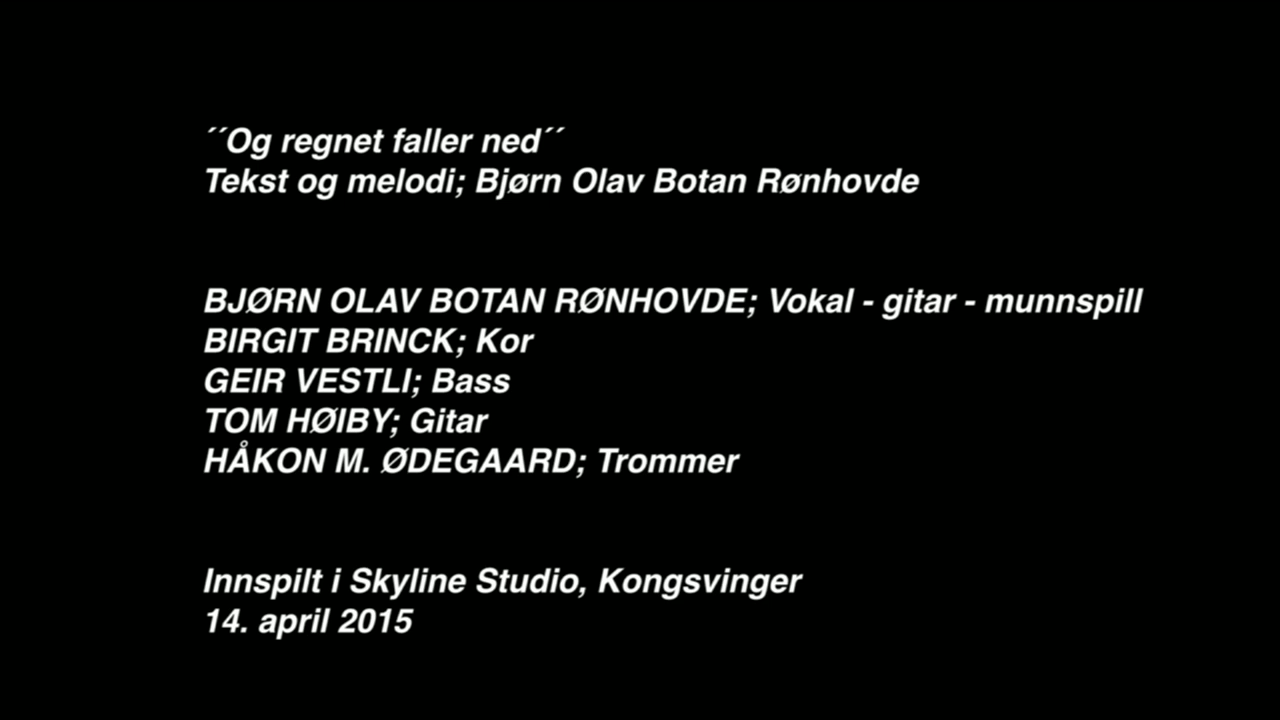 ´´Og regnet faller ned´´
Tekst og melodi; Bjørn Olav Botan Rønhovde
BJØRN OLAV BOTAN RØNHOVDE; Vokal - gitar - munnspill
BIRGIT BRINCK; Kor
GEIR VESTLI; Bass
TOM HØIBY; Gitar
HÅKON M. ØDEGAARD; Trommer
Innspilt i Skyline Studio, Kongsvinger
14. april 2015